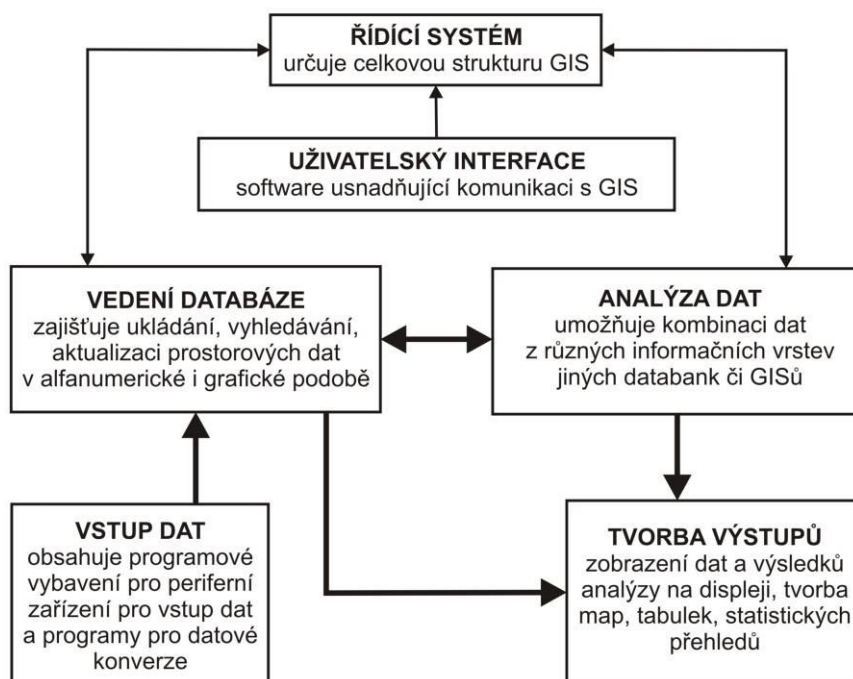 ŘÍDÍCÍ SYSTÉM
určuje celkovou strukturu GIS
UŽIVATELSKÝ INTERFACE
software usnadňující komunikaci s GIS
VEDENÍ DATABÁZE
zajišťuje ukládání, vyhledávání,
aktualizaci prostorových dat
v alfanumerické i grafické podobě
ANALÝZA DAT
umožňuje kombinaci dat
z různých informačních vrstev
jiných databank či GISů
VSTUP DAT
obsahuje programové
vybavení pro periferní
zařízení pro vstup dat
a programy pro datové
konverze
TVORBA VÝSTUPŮ
zobrazení dat a výsledků
analýzy na displeji, tvorba
map, tabulek, statistických
přehledů